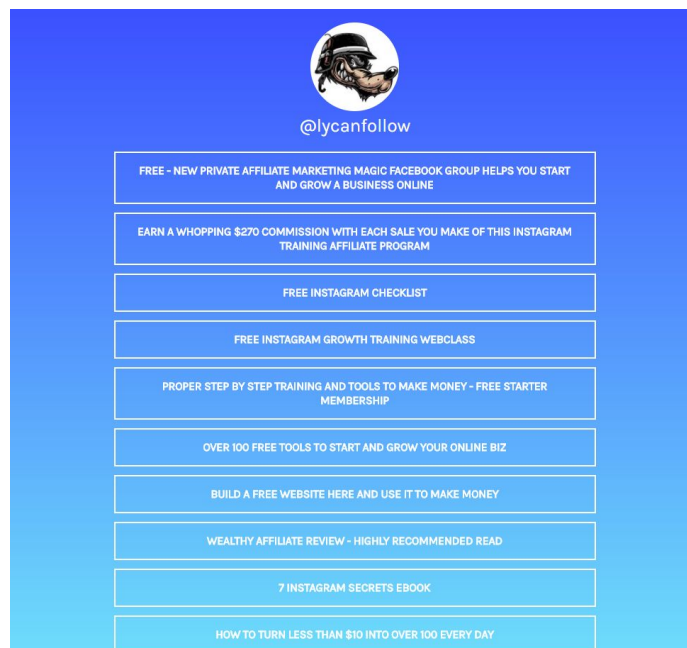 @lycanfollow
FREE - NEW PRIVATE AFFILIATE MARKETING MAGIC FACEBOOK GROUP HELPS YOU START
AND GROW A BUSINESS ONLINE
EARN A WHOPPING $270 COMMISSION WITH EACH SALE YOU MAKE OF THIS INSTAGRAM
TRAINING AFFILIATE PROGRAM
FREE INSTAGRAM CHECKLIST
FREE INSTAGRAM GROWTH TRAINING WEBCLASS
PROPER STEP BY STEP TRAINING AND TOOLS TO MAKE MONEY - FREE STARTER
MEMBERSHIP
OVER 100 FREE TOOLS TO START AND GROW YOUR ONLINE BIZ
BUILD A FREE WEBSITE HERE AND USE IT TO MAKE MONEY
WEALTHY AFFILIATE REVIEW - HIGHLY RECOMMENDED READ
7 INSTAGRAM SECRETS EBOOK
HOW TO TURN LESS THAN $10 INTO OVER 100 EVERY DAY